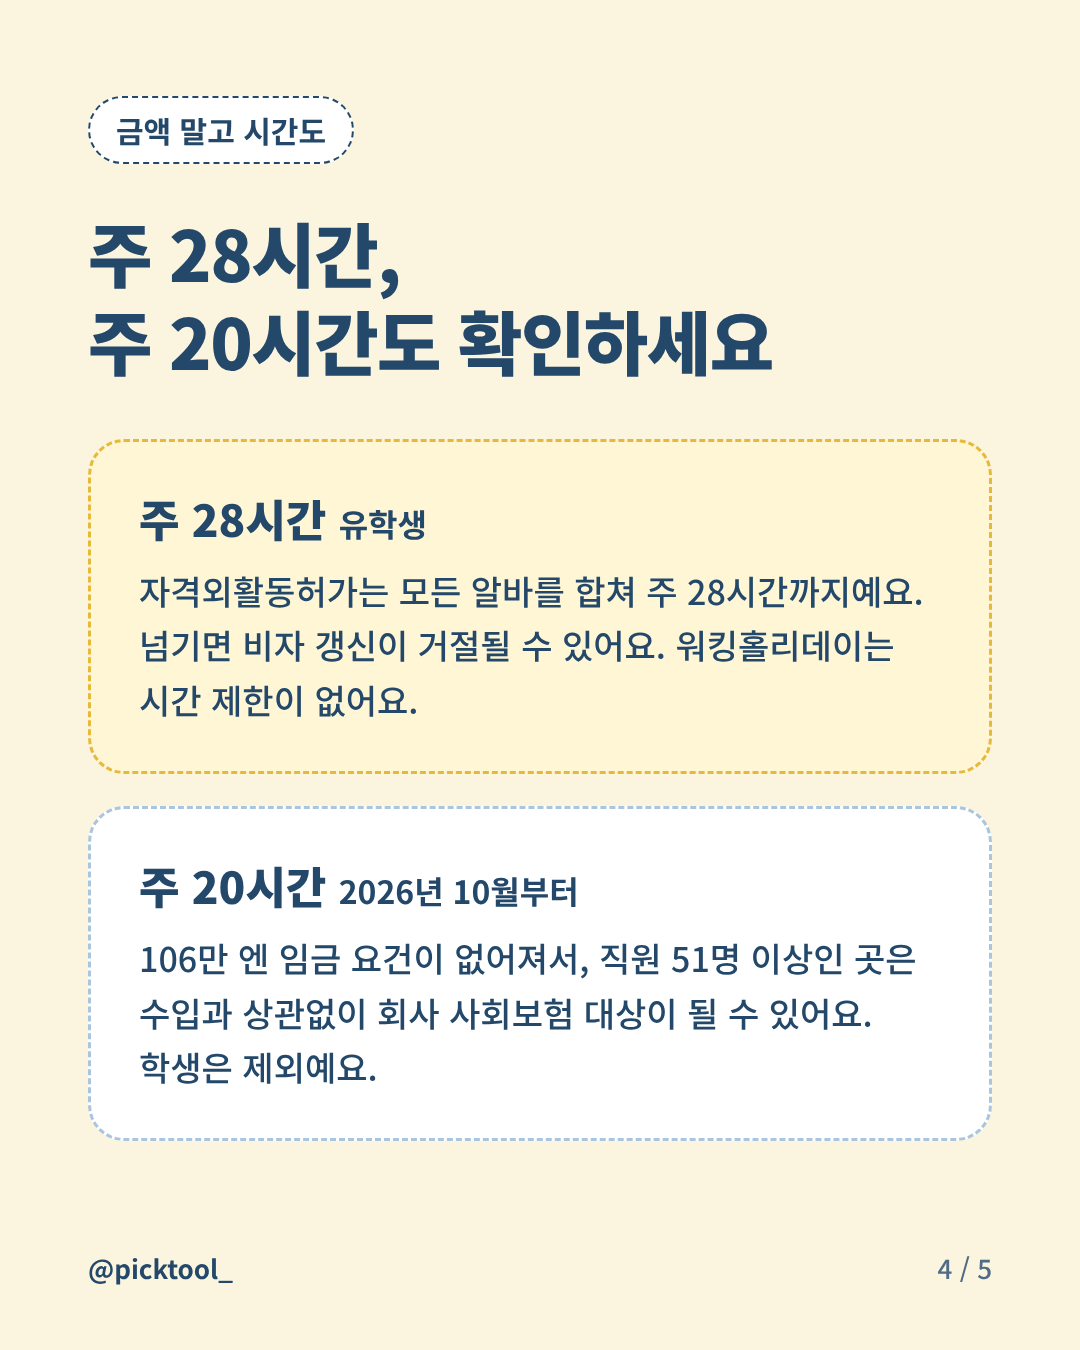 금액 말고 시간도
주 28시간,
주 20시간도 확인하세요
주 28시간 유학생
자격외활동허가는 모든 알바를 합쳐 주 28시간까지예요.
넘기면 비자 갱신이 거절될 수 있어요. 워킹홀리데이는
시간 제한이 없어요.
주 20시간 2026년 10월부터
106만 엔 임금 요건이 없어져서, 직원 51명 이상인 곳은
수입과 상관없이 회사 사회보험 대상이 될 수 있어요.
학생은 제외예요.
@picktool_
4 / 5